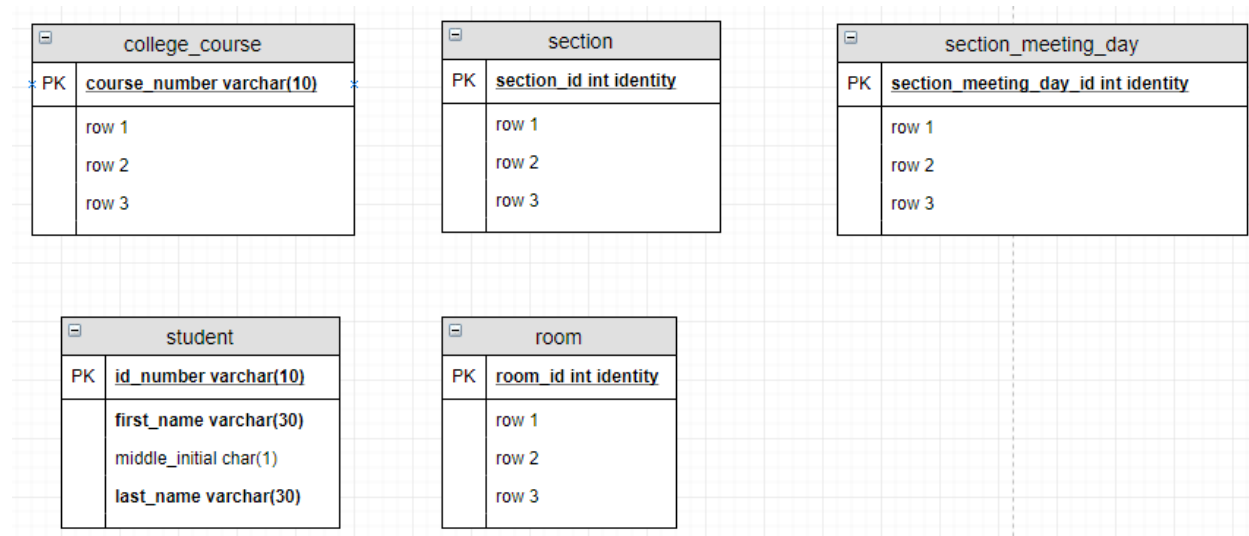 college_course
PK course_number varchar(10)
row 1
row 2
row 3
section
PK section_id int identity
row 1
row 2
row 3
section_meeting_day
PK section_meeting_day_id int identity
row 1
row 2
row 3
student
PK id_number varchar(10)
first_name varchar(30)
middle_initial char(1)
last_name varchar(30)
room
PK room_id int identity
row 1
row 2
row 3